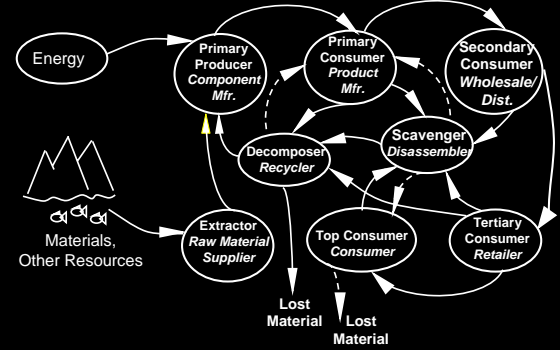 Energy
Primary
Producer
Component
Mfr.
Primary
Consumer
Product
Mfr.
Secondary
Consumer
Wholesale/
Dist.
Scavenger
Disassembler
Decomposer
Recycler
Materials,
Other Resources
Extractor
Raw Material
Supplier
Top Consumer
Consumer
Tertiary
Consumer
Retailer
Lost
Material
Lost
Material